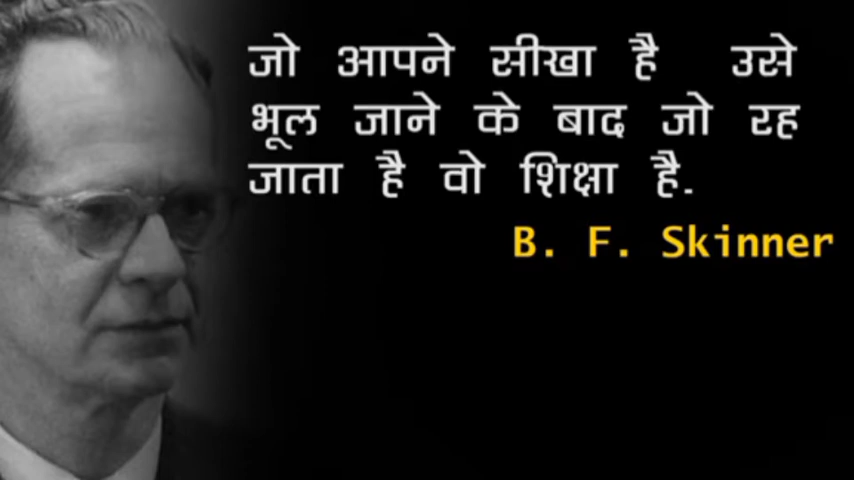 जो आपने सीखा है उसे
भूल जाने के बाद जो रह
जाता है वो शिक्षा है.
B. F. Skinner